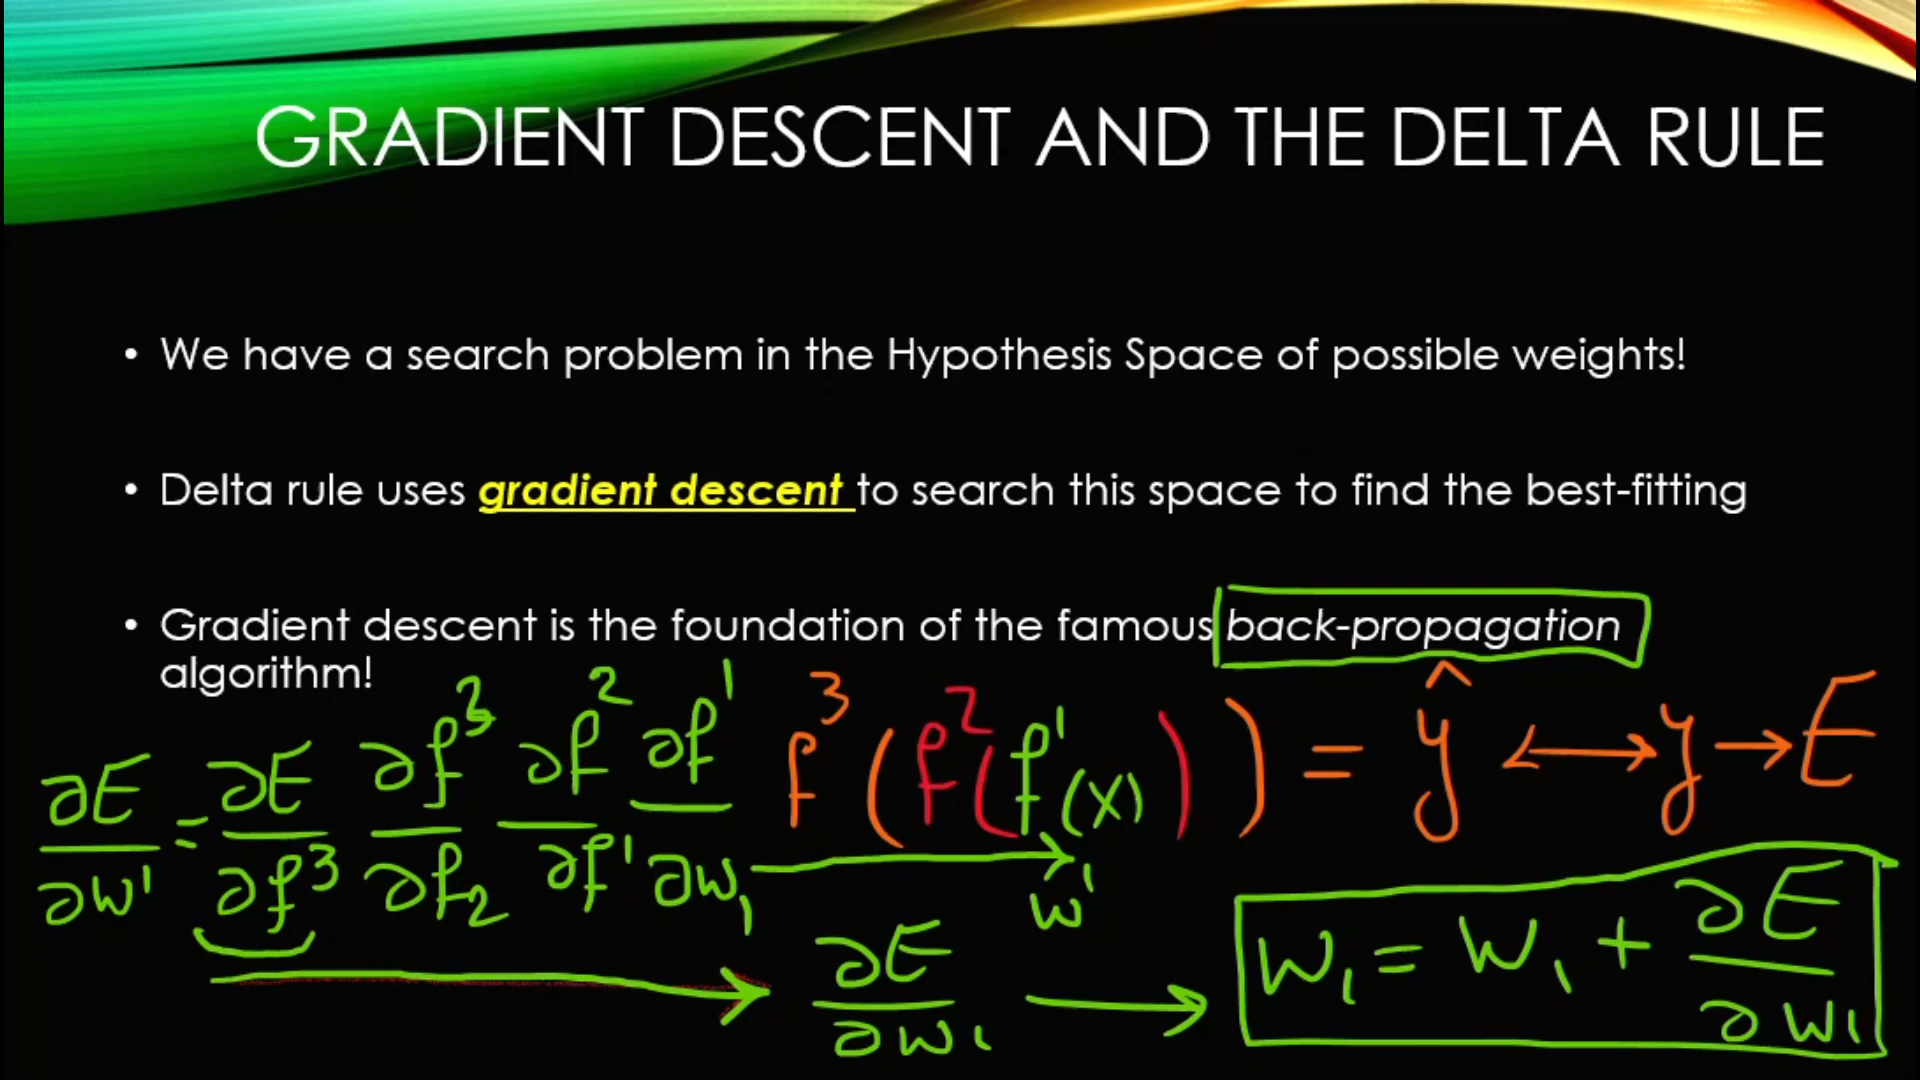 GRADIENT DESCENT AND THE DELTA RULE
• We have a search problem in the Hypothesis Space of possible weights!
• Delta rule uses gradient descent to search this space to find the best-fitting
• Gradient descent is the foundation of the famous back-propagation
algorithm!
∂E/∂w¹ = ∂E/∂f³ ∂f³/∂f₂ ∂f²/∂f¹ ∂f¹/∂w₁ f³(f²(f¹(x))) = ŷ ↔ y → E
w¹
∂E/∂w₁ → w₁ = w₁ + ∂E/∂w₁